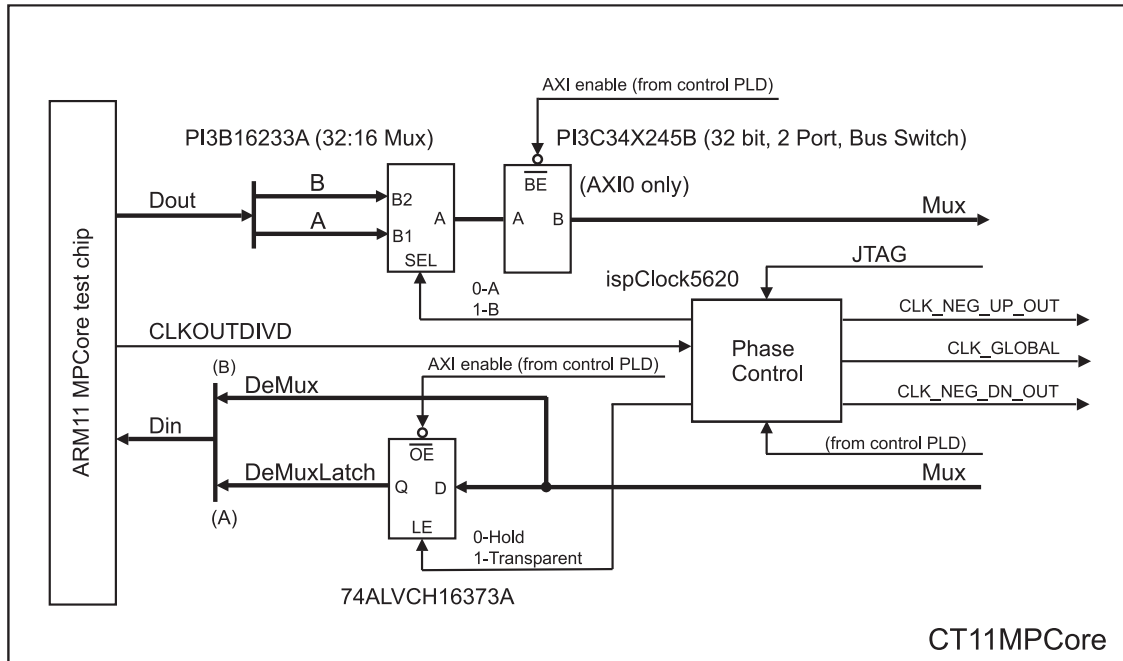 AXI enable (from control PLD)
PI3B16233A (32:16 Mux)
PI3C34X245B (32 bit, 2 Port, Bus Switch)
BE
(AXI0 only)
Dout
B
A
B2
B1
A
SEL
A
B
Mux
ARM11 MPCore test chip
ispClock5620
JTAG
0-A
1-B
CLKOUTDIVD
Phase
Control
CLK_NEG_UP_OUT
CLK_GLOBAL
CLK_NEG_DN_OUT
AXI enable (from control PLD)
(B)
DeMux
Din
OE
(from control PLD)
DeMuxLatch
Q
D
Mux
(A)
LE
0-Hold
1-Transparent
74ALVCH16373A
CT11MPCore